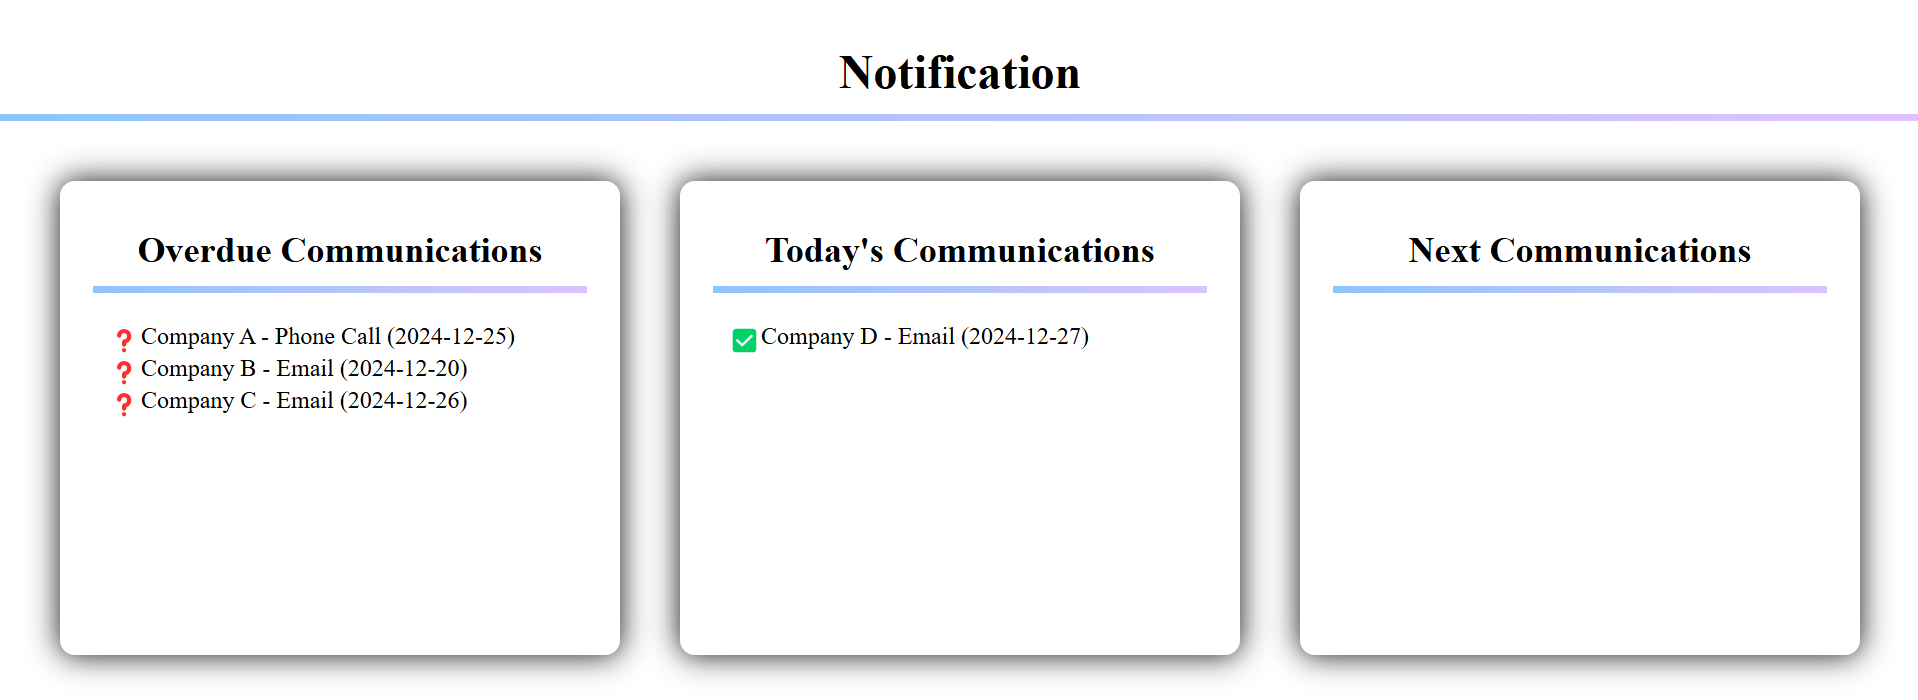 Notification
Overdue Communications
❓ Company A - Phone Call (2024-12-25)
❓ Company B - Email (2024-12-20)
❓ Company C - Email (2024-12-26)
Today's Communications
✅ Company D - Email (2024-12-27)
Next Communications